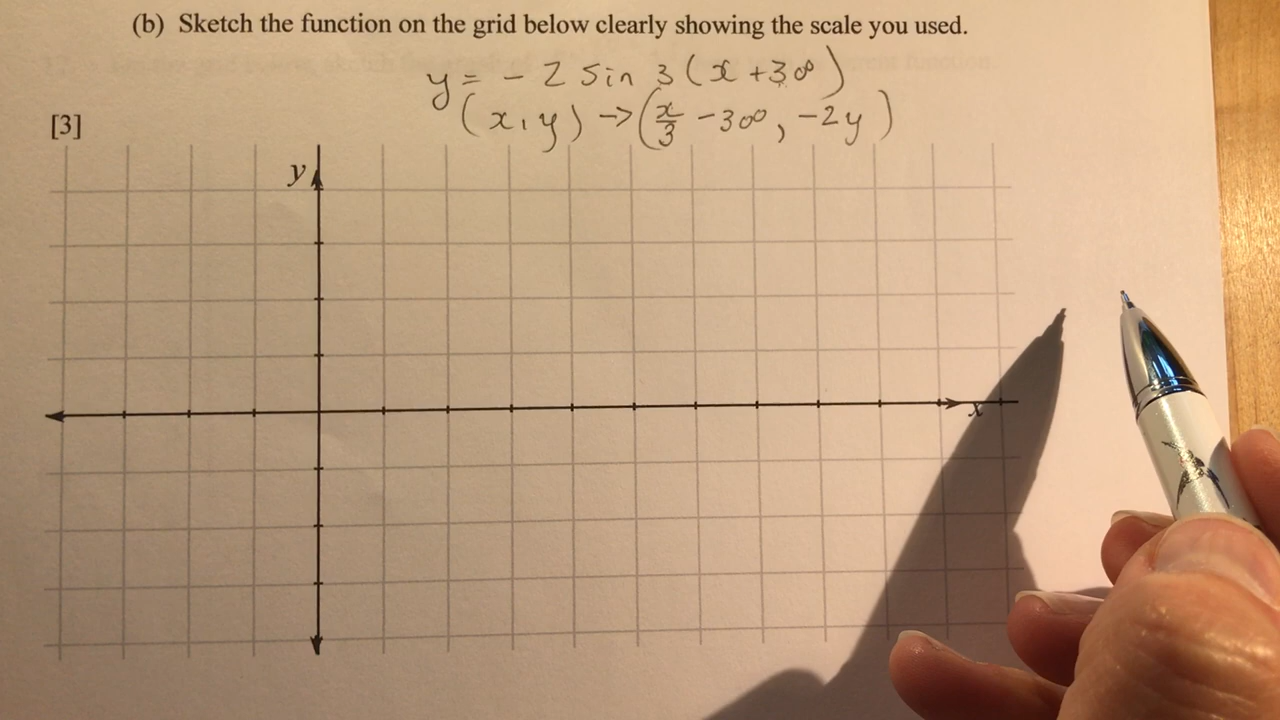 (b) Sketch the function on the grid below clearly showing the scale you used.
y = - 2 sin 3 (x + 30°)
(x, y) → (x/3 - 30°, -2y)
[3]
y
x